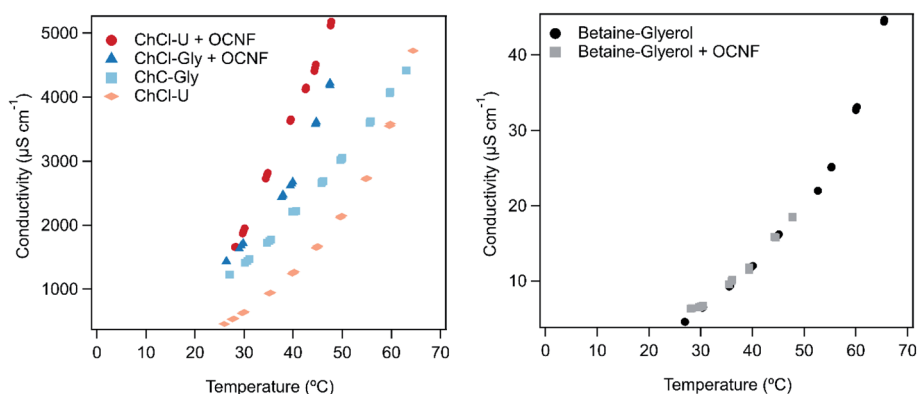 5000
4000
3000
2000
1000
Conductivity (µS cm⁻¹)
ChCl-U + OCNF
ChCl-Gly + OCNF
ChC-Gly
ChCl-U
0 10 20 30 40 50 60 70
Temperature (ºC)
40
30
20
10
Conductivity (µS cm⁻¹)
Betaine-Glyerol
Betaine-Glyerol + OCNF
0 10 20 30 40 50 60 70
Temperature (ºC)